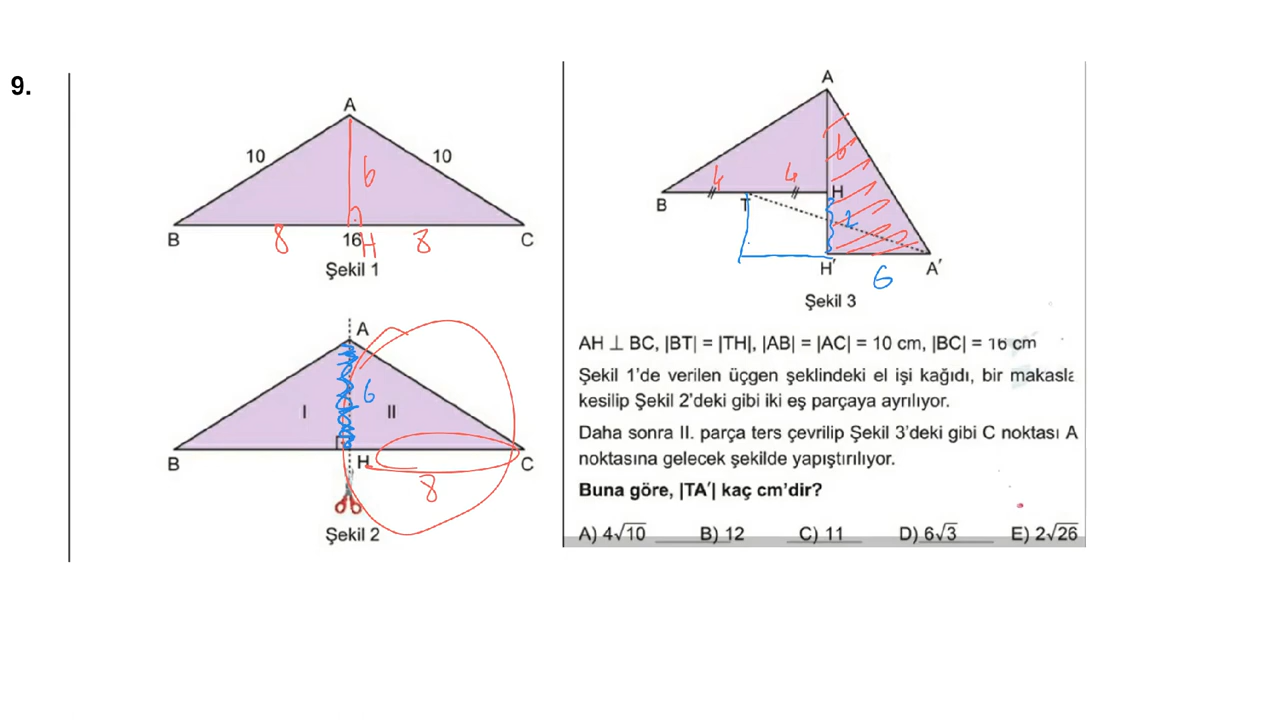 9.
A
10
10
6
B
8
16
H
8
C
Şekil 1
A
6
I
II
B
H
C
8
Şekil 2
A
6
4
4
B
T
H
2
H'
A'
6
Şekil 3
AH ⊥ BC, |BT| = |TH|, |AB| = |AC| = 10 cm, |BC| = 16 cm
Şekil 1'de verilen üçgen şeklindeki el işi kağıdı, bir makasla
kesilip Şekil 2'deki gibi iki eş parçaya ayrılıyor.
Daha sonra II. parça ters çevrilip Şekil 3'deki gibi C noktası A
noktasına gelecek şekilde yapıştırılıyor.
Buna göre, |TA'| kaç cm'dir?
A) 4√10 B) 12 C) 11 D) 6√3 E) 2√26